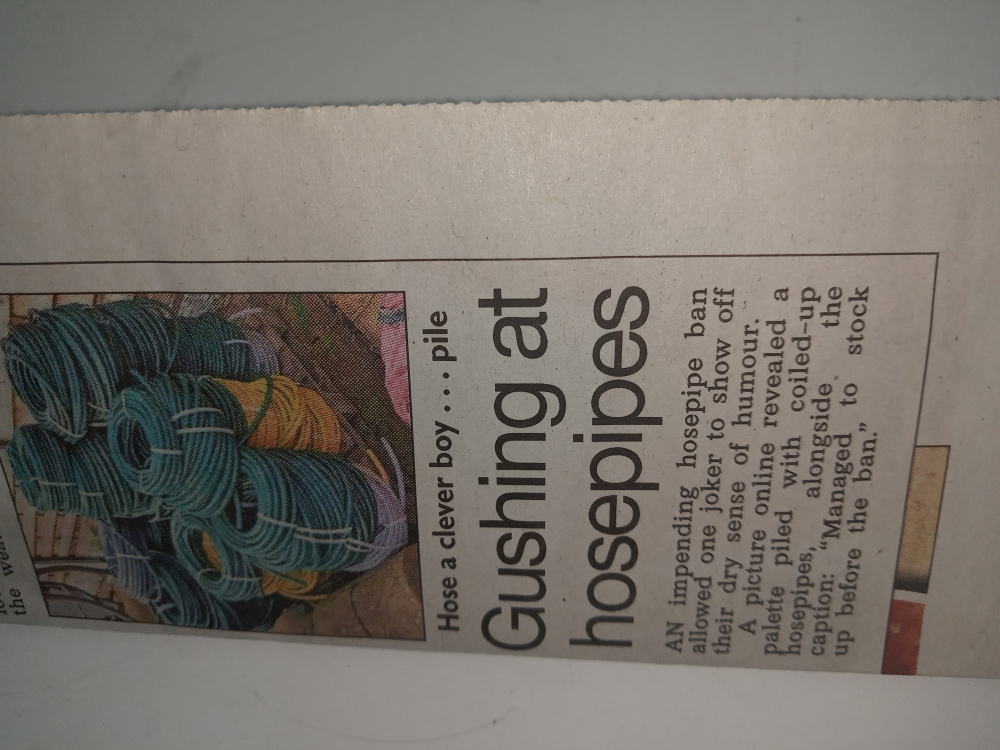 the
Hose a clever boy . . . pile
Gushing at
hosepipes
AN impending hosepipe ban
allowed one joker to show off
their dry sense of humour.
A picture online revealed a
palette piled with coiled-up
hosepipes, alongside the
caption: “Managed to stock
up before the ban.”